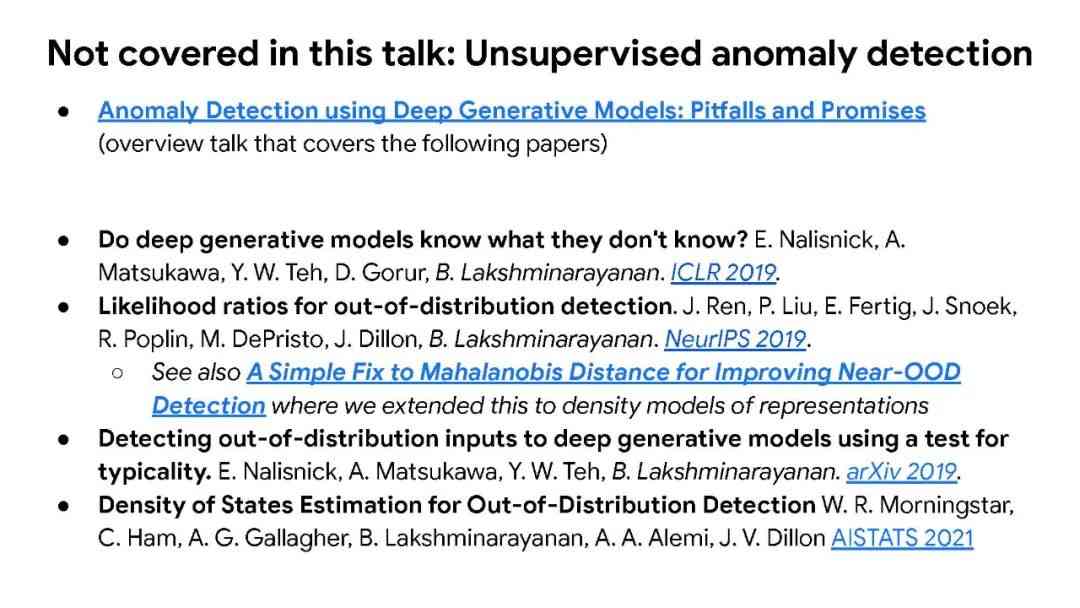 Not covered in this talk: Unsupervised anomaly detection
● Anomaly Detection using Deep Generative Models: Pitfalls and Promises
(overview talk that covers the following papers)
● Do deep generative models know what they don't know? E. Nalisnick, A.
Matsukawa, Y. W. Teh, D. Gorur, B. Lakshminarayanan. ICLR 2019.
● Likelihood ratios for out-of-distribution detection. J. Ren, P. Liu, E. Fertig, J. Snoek,
R. Poplin, M. DePristo, J. Dillon, B. Lakshminarayanan. NeurIPS 2019.
○ See also A Simple Fix to Mahalanobis Distance for Improving Near-OOD
Detection where we extended this to density models of representations
● Detecting out-of-distribution inputs to deep generative models using a test for
typicality. E. Nalisnick, A. Matsukawa, Y. W. Teh, B. Lakshminarayanan. arXiv 2019.
● Density of States Estimation for Out-of-Distribution Detection W. R. Morningstar,
C. Ham, A. G. Gallagher, B. Lakshminarayanan, A. A. Alemi, J. V. Dillon AISTATS 2021